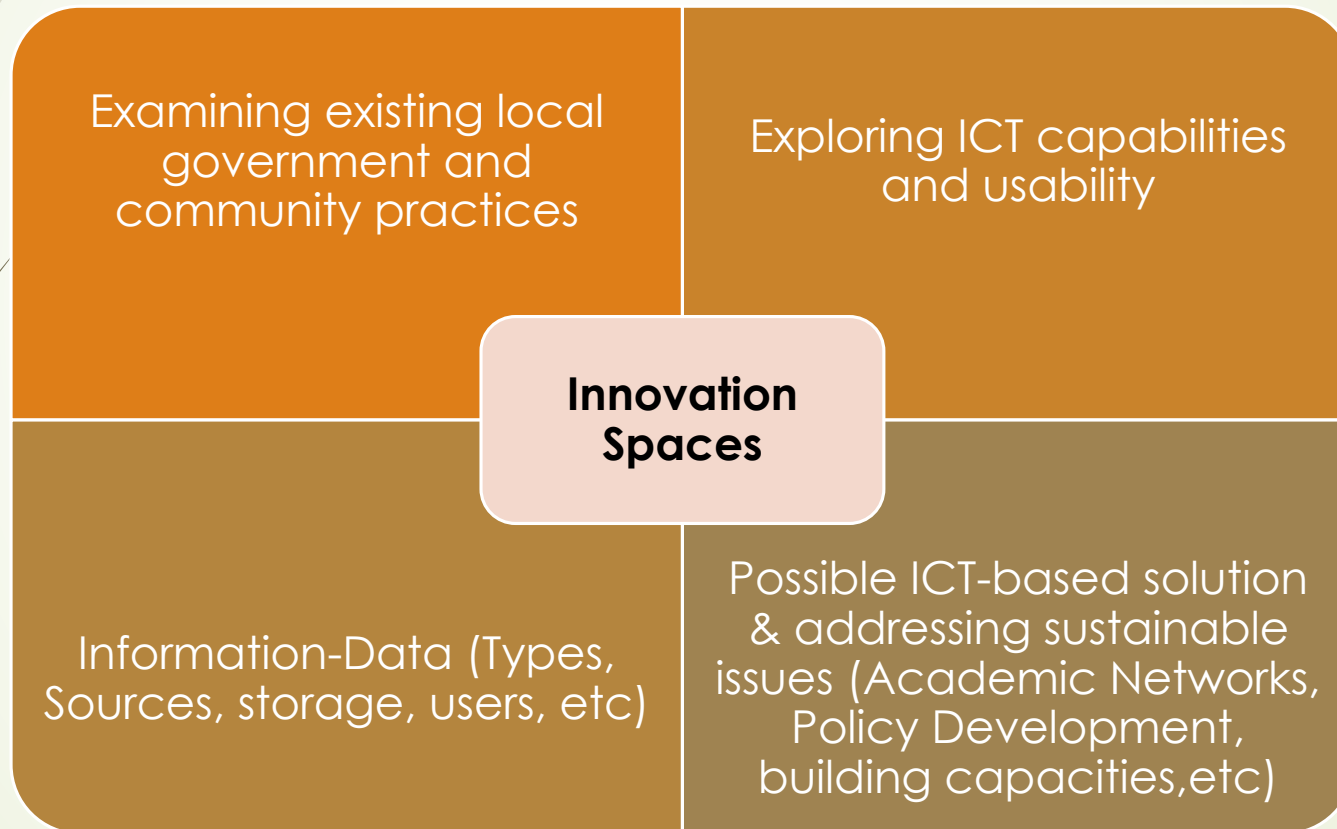 Examining existing local
government and
community practices
Exploring ICT capabilities
and usability
Innovation
Spaces
Information-Data (Types,
Sources, storage, users, etc)
Possible ICT-based solution
& addressing sustainable
issues (Academic Networks,
Policy Development,
building capacities,etc)